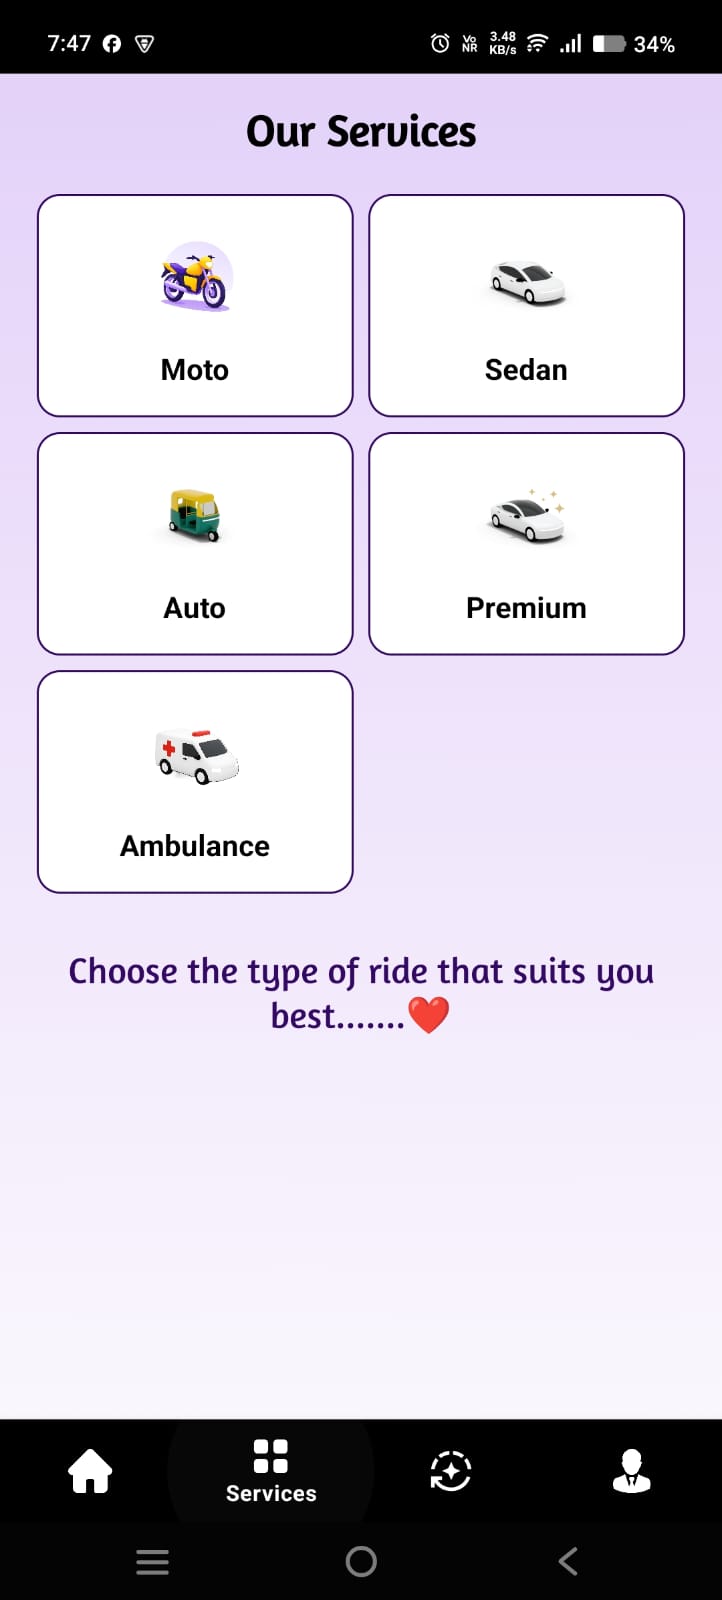 7:47
Vo
NR
3.48
KB/s
34%
Our Services
Moto
Sedan
Auto
Premium
Ambulance
Choose the type of ride that suits you
best.......❤️
Services